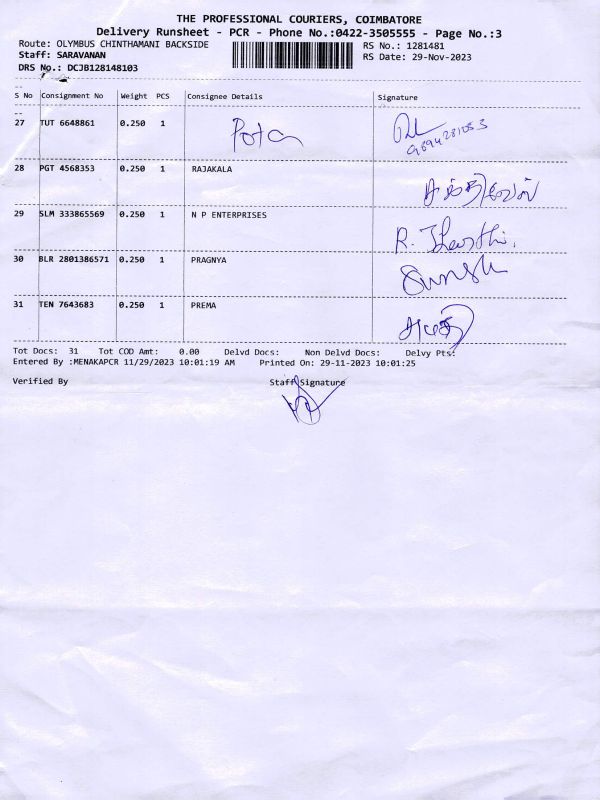 THE PROFESSIONAL COURIERS, COIMBATORE
Delivery Runsheet - PCR - Phone No.:0422-3505555 - Page No.:3
Route: OLYMBUS CHINTHAMANI BACKSIDE RS No.: 1281481
Staff: SARAVANAN RS Date: 29-Nov-2023
DRS No.: DCJB128148103
S No Consignment No Weight PCS Consignee Details Signature
27 TUT 6648861 0.250 1
28 PGT 4568353 0.250 1 RAJAKALA
29 SLM 333865569 0.250 1 N P ENTERPRISES
R.
30 BLR 2801386571 0.250 1 PRAGNYA
31 TEN 7643683 0.250 1 PREMA
Tot Docs: 31 Tot COD Amt: 0.00 Delvd Docs: Non Delvd Docs: Delvy Pts:
Entered By :MENAKAPCR 11/29/2023 10:01:19 AM Printed On: 29-11-2023 10:01:25
Verified By Staff Signature